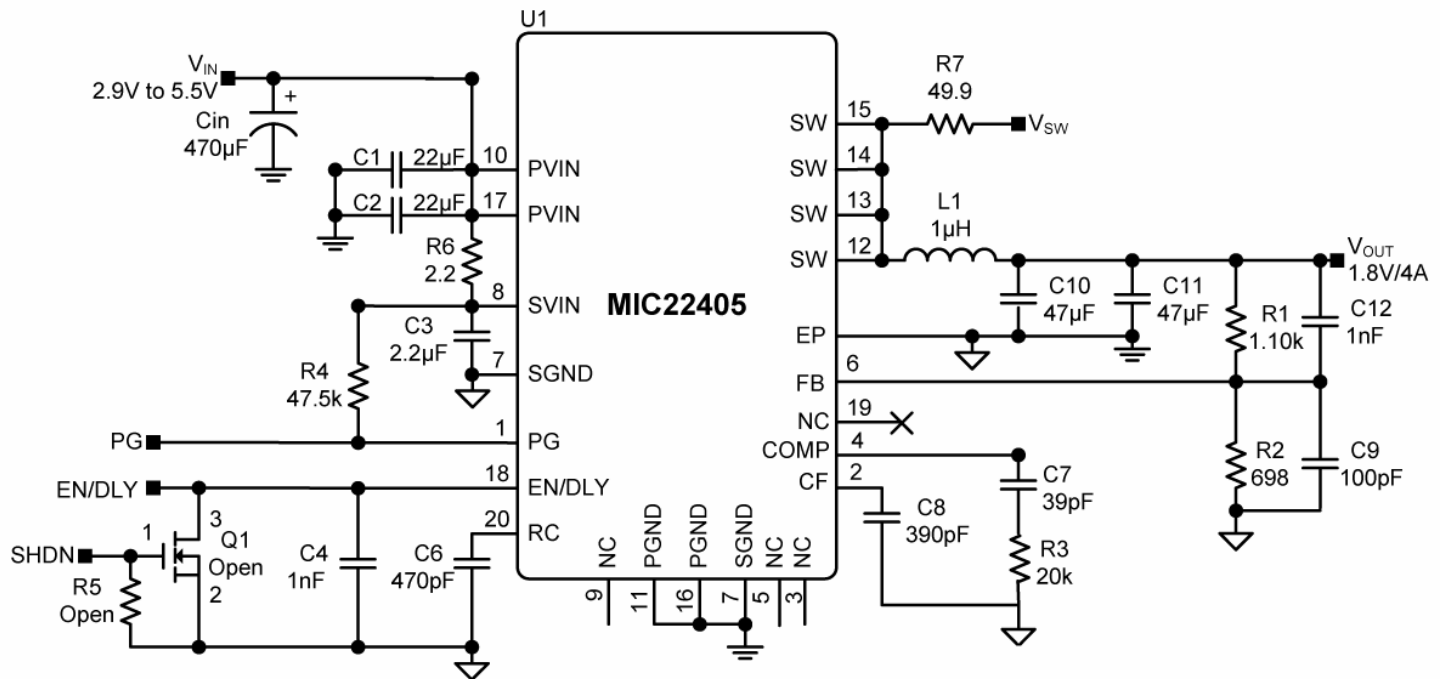 U1
VIN
2.9V to 5.5V
+
Cin
470µF
C1
22µF
10
PVIN
C2
22µF
17
PVIN
R6
2.2
8
SVIN
C3
2.2µF
7
SGND
R4
47.5k
PG
1
PG
EN/DLY
18
EN/DLY
SHDN
1
3
Q1
Open
2
R5
Open
C4
1nF
20
RC
C6
470pF
MIC22405
NC
PGND
PGND
SGND
NC
NC
9
11
16
7
5
3
SW
15
R7
49.9
VSW
SW
14
SW
13
SW
12
L1
1µH
VOUT
1.8V/4A
C10
47µF
C11
47µF
R1
1.10k
C12
1nF
EP
6
FB
NC
19
COMP
4
CF
2
R2
698
C9
100pF
C7
39pF
C8
390pF
R3
20k